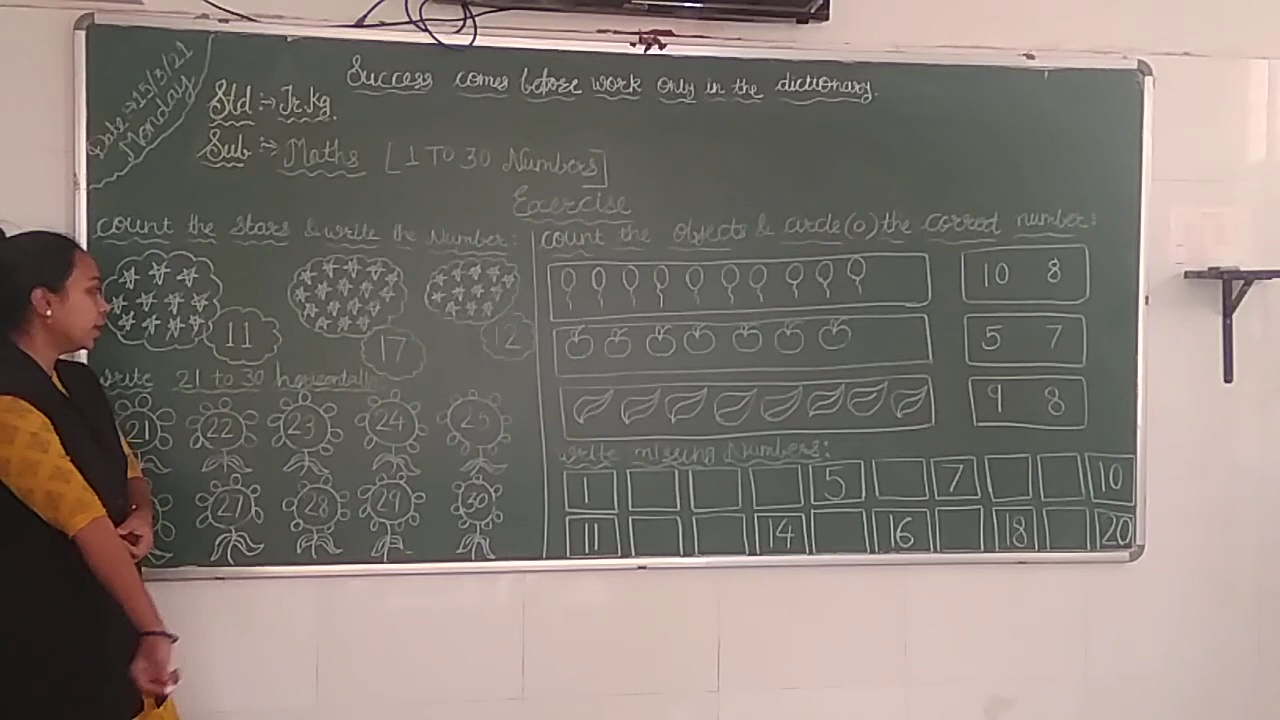 Date:-15/3/21
Monday
Success comes before work only in the dictionary.
Std :- Jr.kg.
Sub :- Maths [1 TO 30 Numbers]
Exercise
count the stars & write the Number:
11
17
12
write 21 to 30 horizontally
21 22 23 24 25
27 28 29 30
count the objects & circle (o) the correct number:
10 8
5 7
9 8
write missing Numbers:
1 5 7 10
11 14 16 18 20